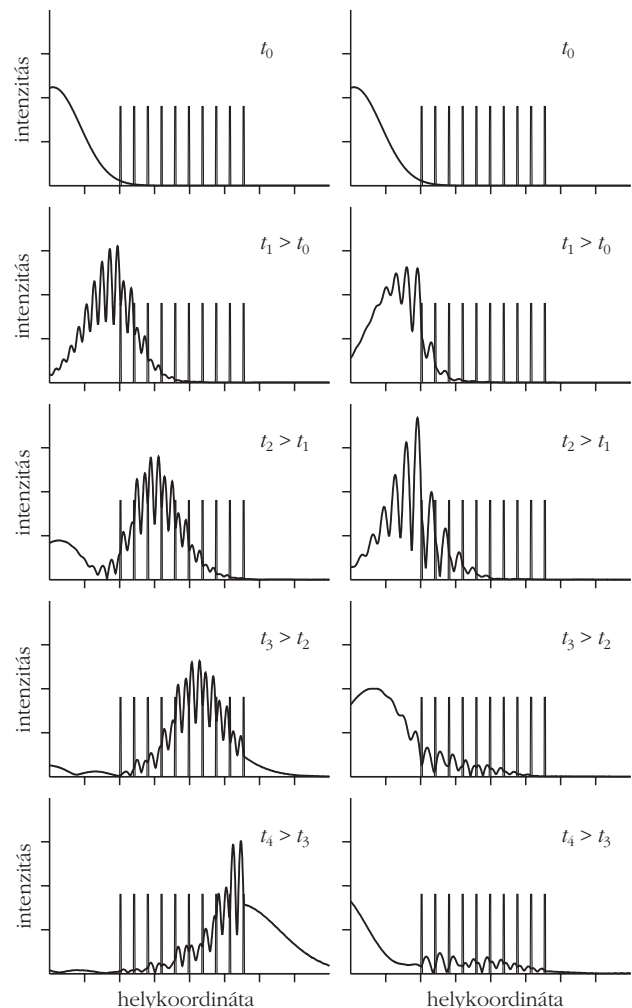 intenzitás
t₀
t₀
intenzitás
t₁ > t₀
t₁ > t₀
intenzitás
t₂ > t₁
t₂ > t₁
intenzitás
t₃ > t₂
t₃ > t₂
intenzitás
t₄ > t₃
t₄ > t₃
helykoordináta
helykoordináta